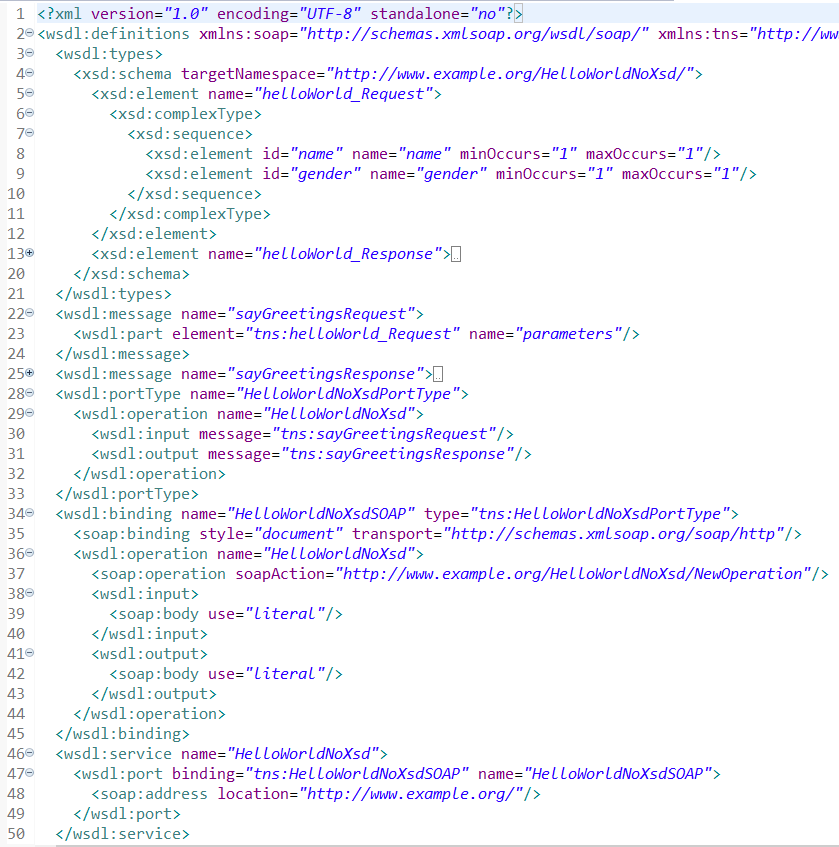 1 <?xml version="1.0" encoding="UTF-8" standalone="no"?>
2 <wsdl:definitions xmlns:soap="http://schemas.xmlsoap.org/wsdl/soap/" xmlns:tns="http://ww
3 <wsdl:types>
4 <xsd:schema targetNamespace="http://www.example.org/HelloWorldNoXsd/">
5 <xsd:element name="helloWorld_Request">
6 <xsd:complexType>
7 <xsd:sequence>
8 <xsd:element id="name" name="name" minOccurs="1" maxOccurs="1"/>
9 <xsd:element id="gender" name="gender" minOccurs="1" maxOccurs="1"/>
10 </xsd:sequence>
11 </xsd:complexType>
12 </xsd:element>
13 <xsd:element name="helloWorld_Response">
20 </xsd:schema>
21 </wsdl:types>
22 <wsdl:message name="sayGreetingsRequest">
23 <wsdl:part element="tns:helloWorld_Request" name="parameters"/>
24 </wsdl:message>
25 <wsdl:message name="sayGreetingsResponse">
28 <wsdl:portType name="HelloWorldNoXsdPortType">
29 <wsdl:operation name="HelloWorldNoXsd">
30 <wsdl:input message="tns:sayGreetingsRequest"/>
31 <wsdl:output message="tns:sayGreetingsResponse"/>
32 </wsdl:operation>
33 </wsdl:portType>
34 <wsdl:binding name="HelloWorldNoXsdSOAP" type="tns:HelloWorldNoXsdPortType">
35 <soap:binding style="document" transport="http://schemas.xmlsoap.org/soap/http"/>
36 <wsdl:operation name="HelloWorldNoXsd">
37 <soap:operation soapAction="http://www.example.org/HelloWorldNoXsd/NewOperation"/>
38 <wsdl:input>
39 <soap:body use="literal"/>
40 </wsdl:input>
41 <wsdl:output>
42 <soap:body use="literal"/>
43 </wsdl:output>
44 </wsdl:operation>
45 </wsdl:binding>
46 <wsdl:service name="HelloWorldNoXsd">
47 <wsdl:port binding="tns:HelloWorldNoXsdSOAP" name="HelloWorldNoXsdSOAP">
48 <soap:address location="http://www.example.org/"/>
49 </wsdl:port>
50 </wsdl:service>